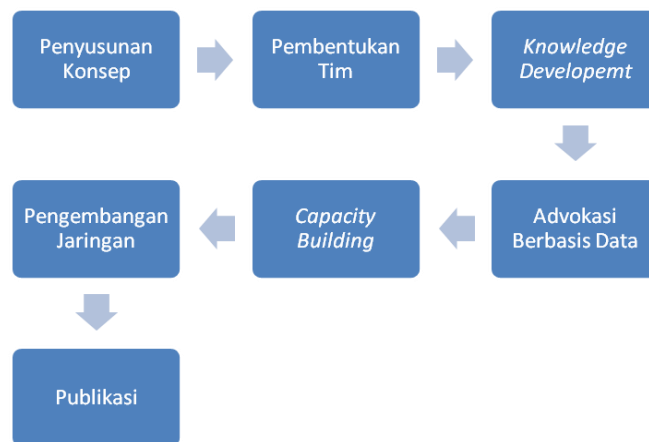 Penyusunan
Konsep
Pembentukan
Tim
Knowledge
Developemt
Advokasi
Berbasis Data
Capacity
Building
Pengembangan
Jaringan
Publikasi